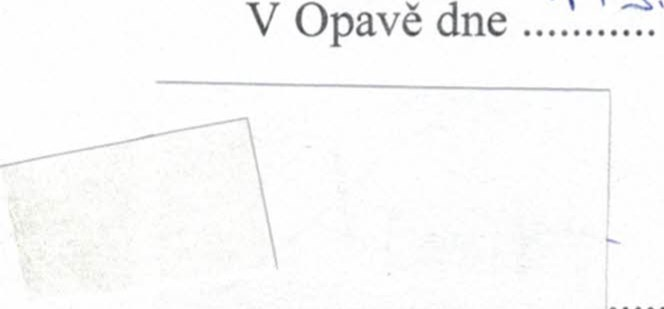 V Opavě dne ...........